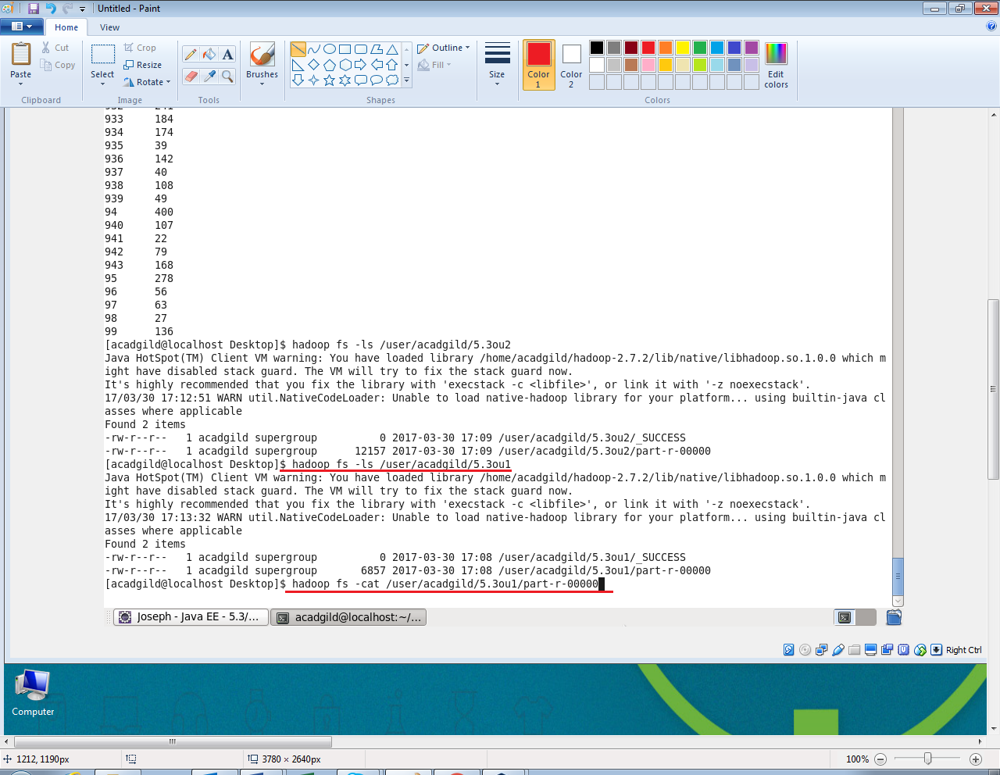 Untitled - Paint
Home View
Paste
Cut
Copy
Clipboard
Select
Crop
Resize
Rotate
Image
A
Tools
Brushes
Outline
Fill
Shapes
Size
Color 1
Color 2
Edit colors
Colors
932 241
933 184
934 174
935 39
936 142
937 40
938 108
939 49
94 400
940 107
941 22
942 79
943 168
95 278
96 56
97 63
98 27
99 136
[acadgild@localhost Desktop]$ hadoop fs -ls /user/acadgild/5.3ou2
Java HotSpot(TM) Client VM warning: You have loaded library /home/acadgild/hadoop-2.7.2/lib/native/libhadoop.so.1.0.0 which m
ight have disabled stack guard. The VM will try to fix the stack guard now.
It's highly recommended that you fix the library with 'execstack -c <libfile>', or link it with '-z noexecstack'.
17/03/30 17:12:51 WARN util.NativeCodeLoader: Unable to load native-hadoop library for your platform... using builtin-java cl
asses where applicable
Found 2 items
-rw-r--r-- 1 acadgild supergroup 0 2017-03-30 17:09 /user/acadgild/5.3ou2/_SUCCESS
-rw-r--r-- 1 acadgild supergroup 12157 2017-03-30 17:09 /user/acadgild/5.3ou2/part-r-00000
[acadgild@localhost Desktop]$ hadoop fs -ls /user/acadgild/5.3ou1
Java HotSpot(TM) Client VM warning: You have loaded library /home/acadgild/hadoop-2.7.2/lib/native/libhadoop.so.1.0.0 which m
ight have disabled stack guard. The VM will try to fix the stack guard now.
It's highly recommended that you fix the library with 'execstack -c <libfile>', or link it with '-z noexecstack'.
17/03/30 17:13:32 WARN util.NativeCodeLoader: Unable to load native-hadoop library for your platform... using builtin-java cl
asses where applicable
Found 2 items
-rw-r--r-- 1 acadgild supergroup 0 2017-03-30 17:08 /user/acadgild/5.3ou1/_SUCCESS
-rw-r--r-- 1 acadgild supergroup 6857 2017-03-30 17:08 /user/acadgild/5.3ou1/part-r-00000
[acadgild@localhost Desktop]$ hadoop fs -cat /user/acadgild/5.3ou1/part-r-00000
Joseph - Java EE - 5.3/... acadgild@localhost:~/...
Right Ctrl
Computer
1212, 1190px 3780 × 2640px 100%